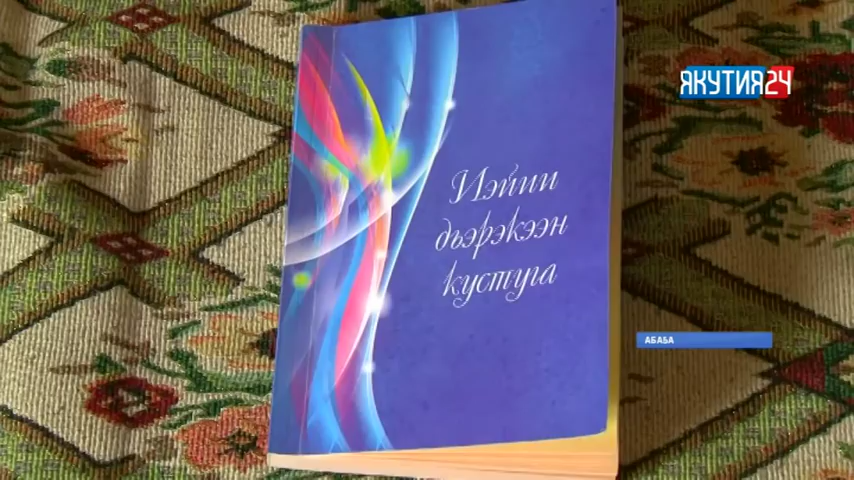 ЯКУТИЯ24
Иэйии
дьэрэкээн
кустуга
АБАҔА